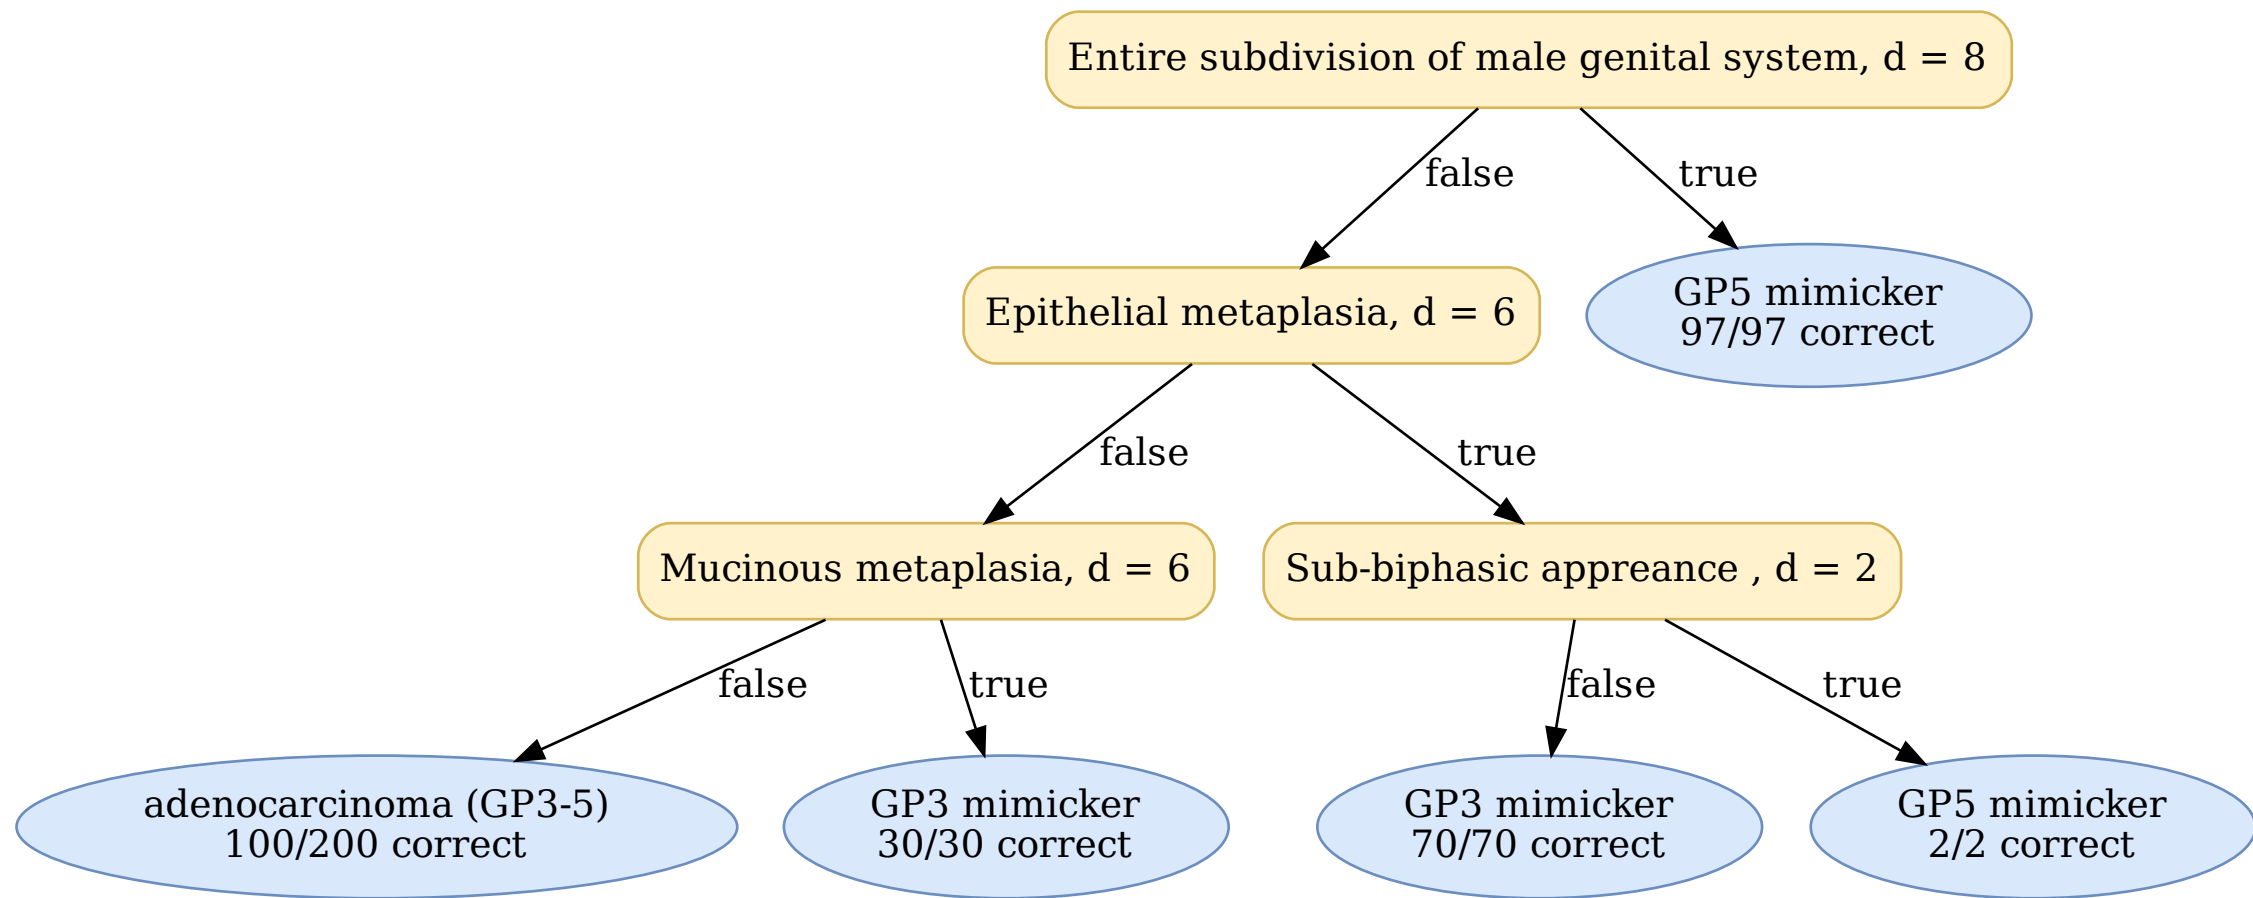 Entire subdivision of male genital system, d = 8
false
true
Epithelial metaplasia, d = 6
GP5 mimicker
97/97 correct
false
true
Mucinous metaplasia, d = 6
Sub-biphasic appreance , d = 2
false
true
false
true
adenocarcinoma (GP3-5)
100/200 correct
GP3 mimicker
30/30 correct
GP3 mimicker
70/70 correct
GP5 mimicker
2/2 correct